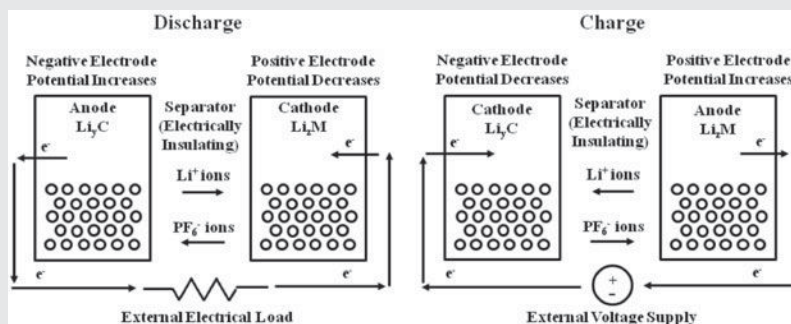 Discharge
Negative Electrode
Potential Increases
Positive Electrode
Potential Decreases
Anode
LiyC
Separator
(Electrically
Insulating)
Cathode
LizM
e-
e-
Li+ ions
PF6- ions
e-
e-
External Electrical Load
Charge
Negative Electrode
Potential Decreases
Positive Electrode
Potential Increases
Cathode
LiyC
Separator
(Electrically
Insulating)
Anode
LizM
e-
e-
Li+ ions
PF6- ions
e-
+
-
e-
External Voltage Supply